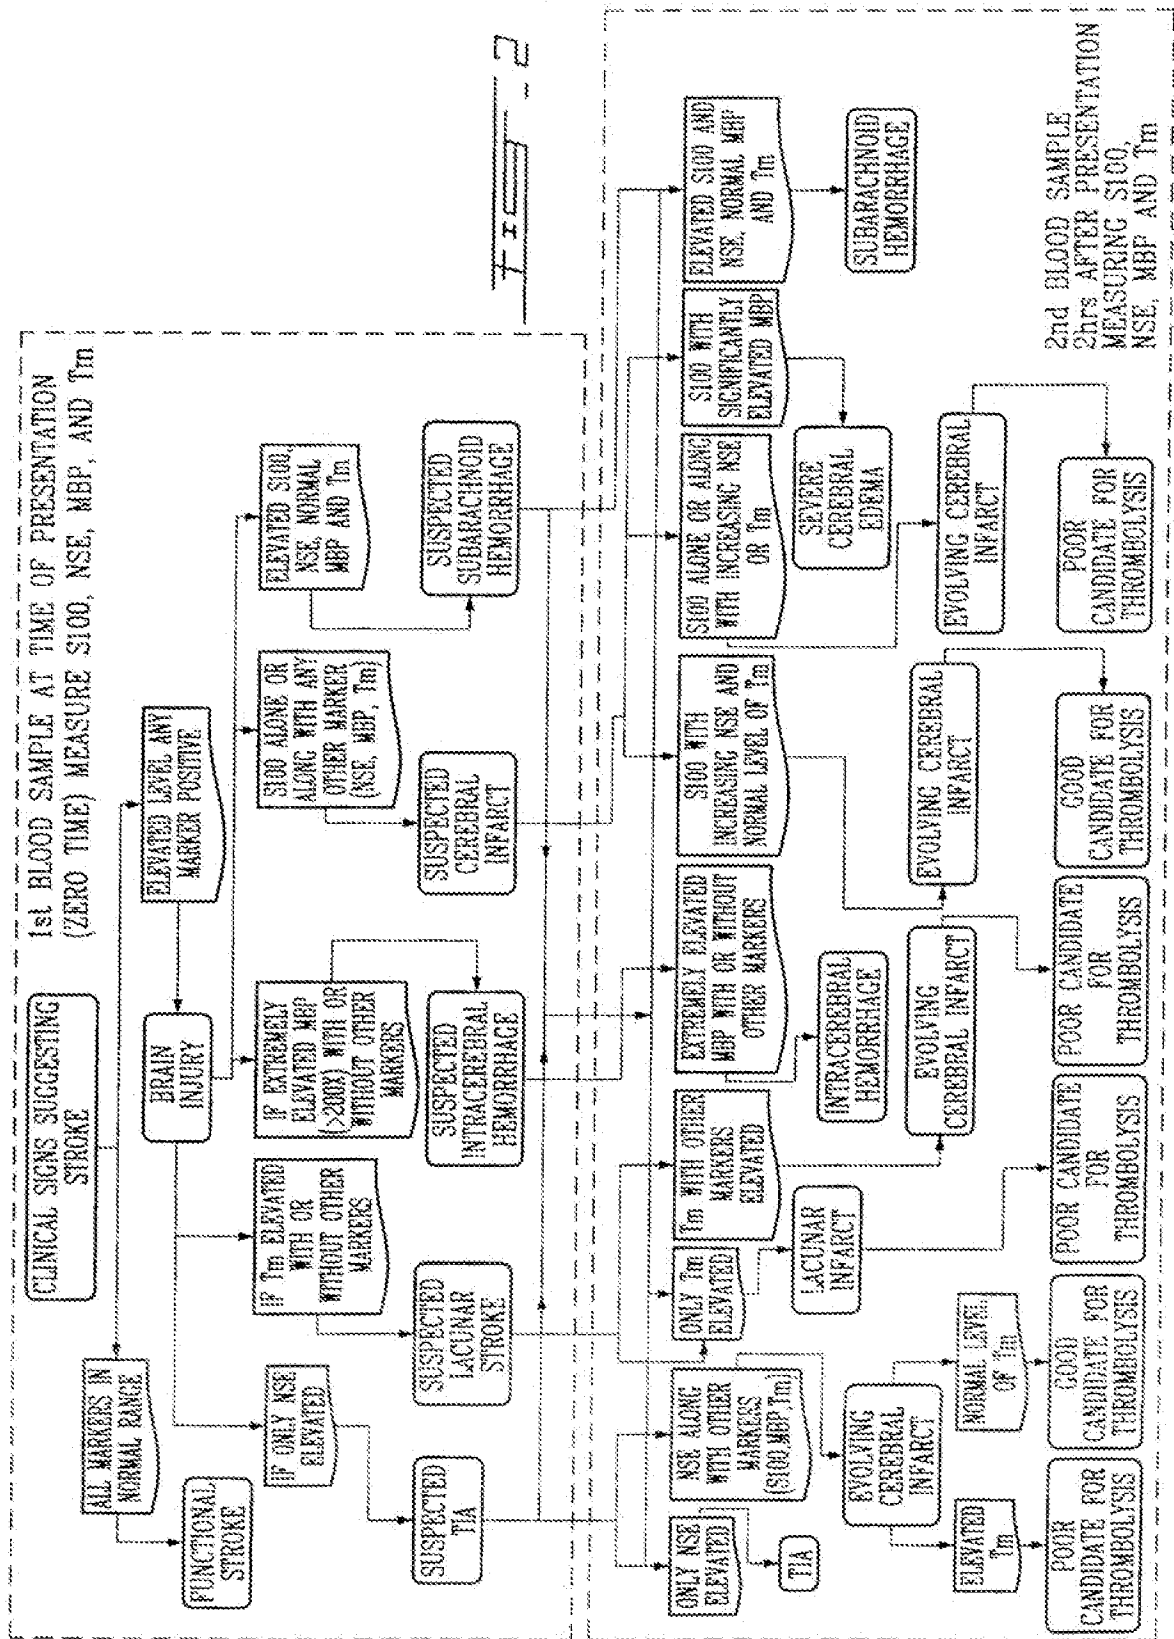 FIG - 2
1st BLOOD SAMPLE AT TIME OF PRESENTATION
(ZERO TIME) MEASURE S100, NSE, MBP, AND Tm
CLINICAL SIGNS SUGGESTING
STROKE
ALL MARKERS IN
NORMAL RANGE
ELEVATED LEVEL ANY
MARKER POSITIVE
FUNCTIONAL
STROKE
BRAIN
INJURY
IF ONLY NSE
ELEVATED
IF Tm ELEVATED
WITH OR
WITHOUT OTHER
MARKERS
IF EXTREMELY
ELEVATED MBP
(>200X) WITH OR
WITHOUT OTHER
MARKERS
S100 ALONE OR
ALONG WITH ANY
OTHER MARKER
(NSE, MBP, Tm)
ELEVATED S100,
NSE, NORMAL
MBP AND Tm
SUSPECTED
TIA
SUSPECTED
LACUNAR
STROKE
SUSPECTED
INTRACEREBRAL
HEMORRHAGE
SUSPECTED
CEREBRAL
INFARCT
SUSPECTED
SUBARACHNOID
HEMORRHAGE
ONLY NSE
ELEVATED
NSE ALONG
WITH OTHER
MARKERS
(S100,MBP,Tm)
ONLY Tm
ELEVATED
Tm WITH OTHER
MARKERS
ELEVATED
EXTREMELY ELEVATED
MBP WITH OR WITHOUT
OTHER MARKERS
S100 WITH
INCREASING NSE AND
NORMAL LEVEL OF Tm
S100 ALONE OR ALONG
WITH INCREASING NSE
OR Tm
S100 WITH
SIGNIFICANTLY
ELEVATED MBP
ELEVATED S100 AND
NSE, NORMAL MBP
AND Tm
TIA
LACUNAR
INFARCT
INTRACEREBRAL
HEMORRHAGE
SEVERE
CEREBRAL
EDEMA
SUBARACHNOID
HEMORRHAGE
EVOLVING
CEREBRAL
INFARCT
EVOLVING
CEREBRAL INFARCT
EVOLVING CEREBRAL
INFARCT
EVOLVING CEREBRAL
INFARCT
ELEVATED
Tm
NORMAL LEVEL
OF Tm
POOR
CANDIDATE FOR
THROMBOLYSIS
GOOD
CANDIDATE FOR
THROMBOLYSIS
POOR CANDIDATE
FOR
THROMBOLYSIS
POOR CANDIDATE
FOR
THROMBOLYSIS
GOOD
CANDIDATE FOR
THROMBOLYSIS
POOR
CANDIDATE FOR
THROMBOLYSIS
2nd BLOOD SAMPLE
2hrs AFTER PRESENTATION
MEASURING S100,
NSE, MBP AND Tm